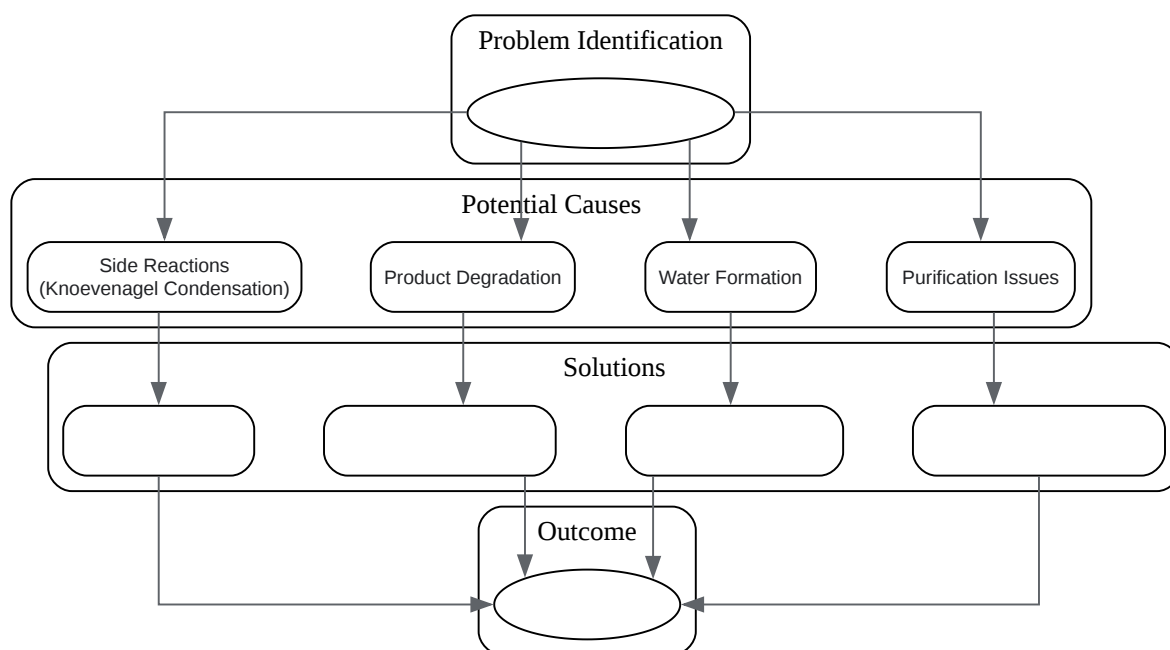 Problem Identification
Potential Causes
Side Reactions
(Knoevenagel Condensation)
Product Degradation
Water Formation
Purification Issues
Solutions
Outcome